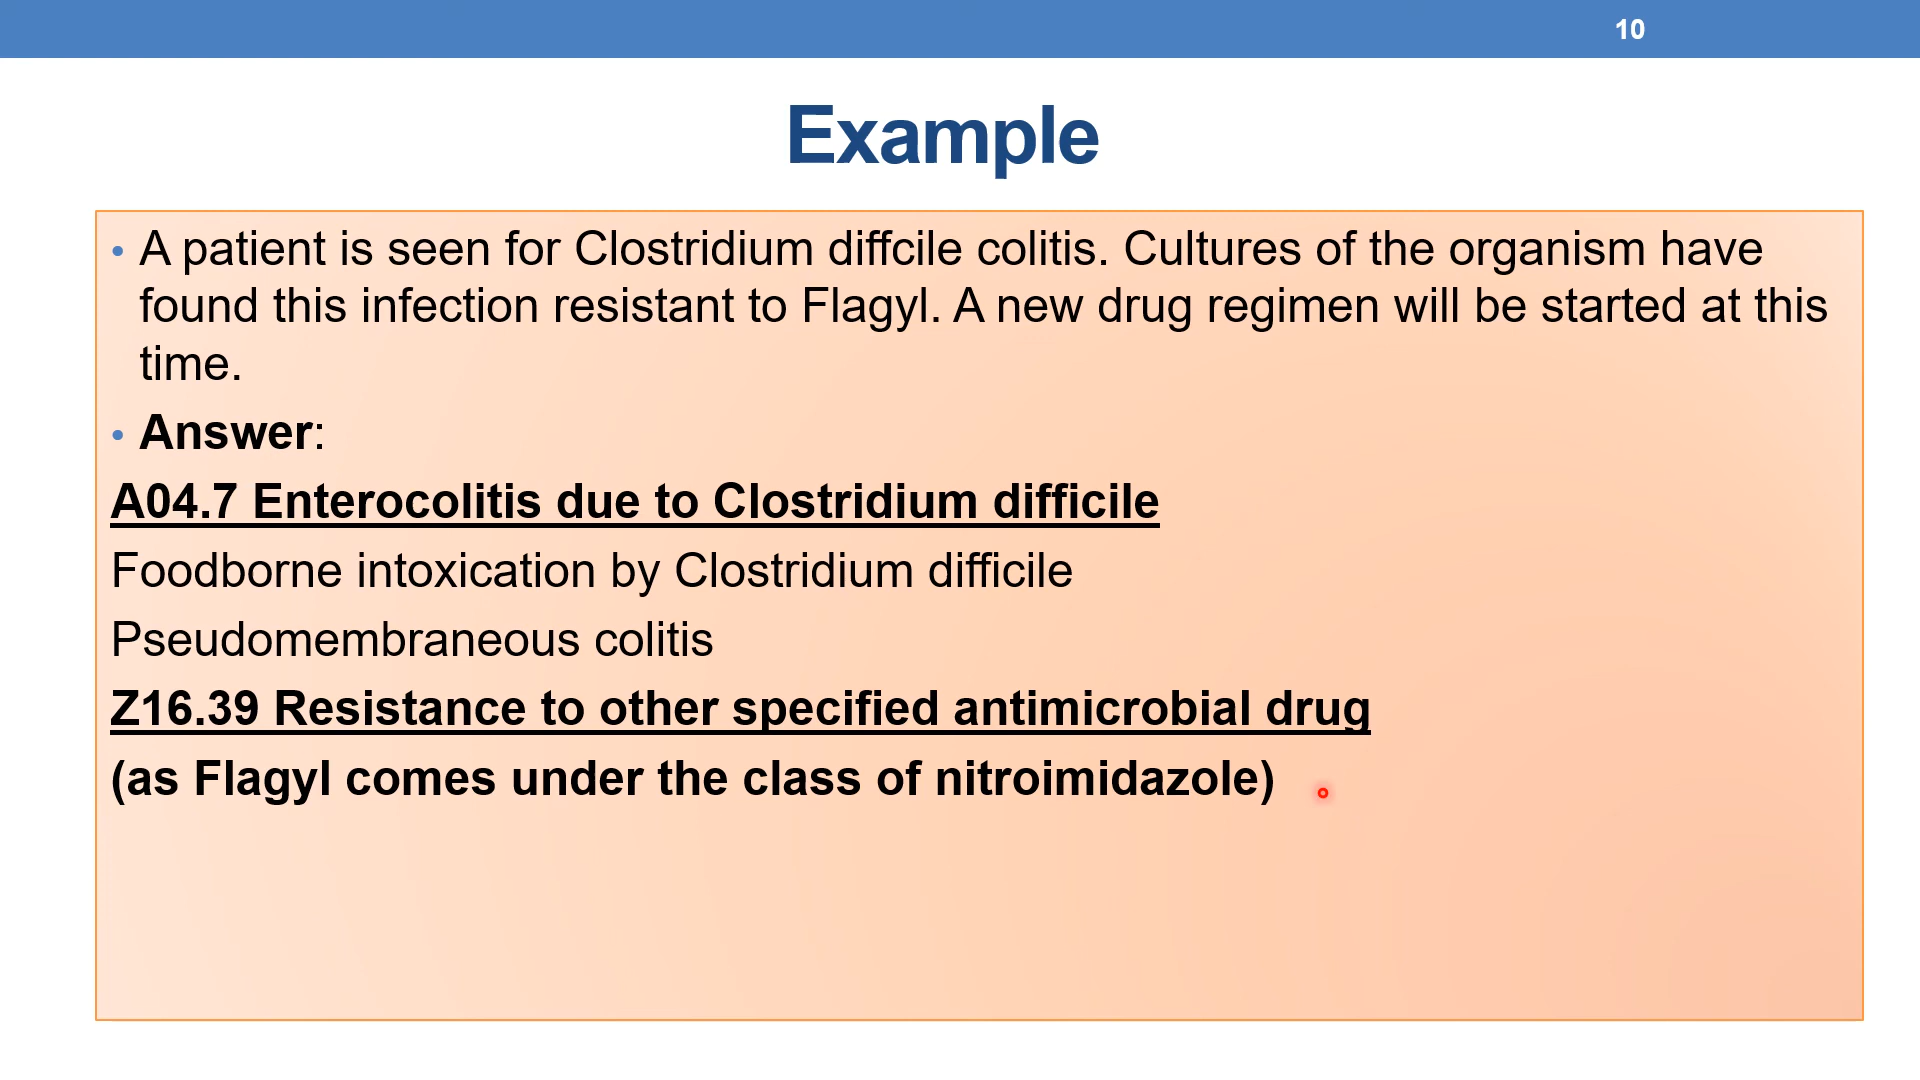 10
Example
• A patient is seen for Clostridium diffcile colitis. Cultures of the organism have
found this infection resistant to Flagyl. A new drug regimen will be started at this
time.
• Answer:
A04.7 Enterocolitis due to Clostridium difficile
Foodborne intoxication by Clostridium difficile
Pseudomembraneous colitis
Z16.39 Resistance to other specified antimicrobial drug
(as Flagyl comes under the class of nitroimidazole)